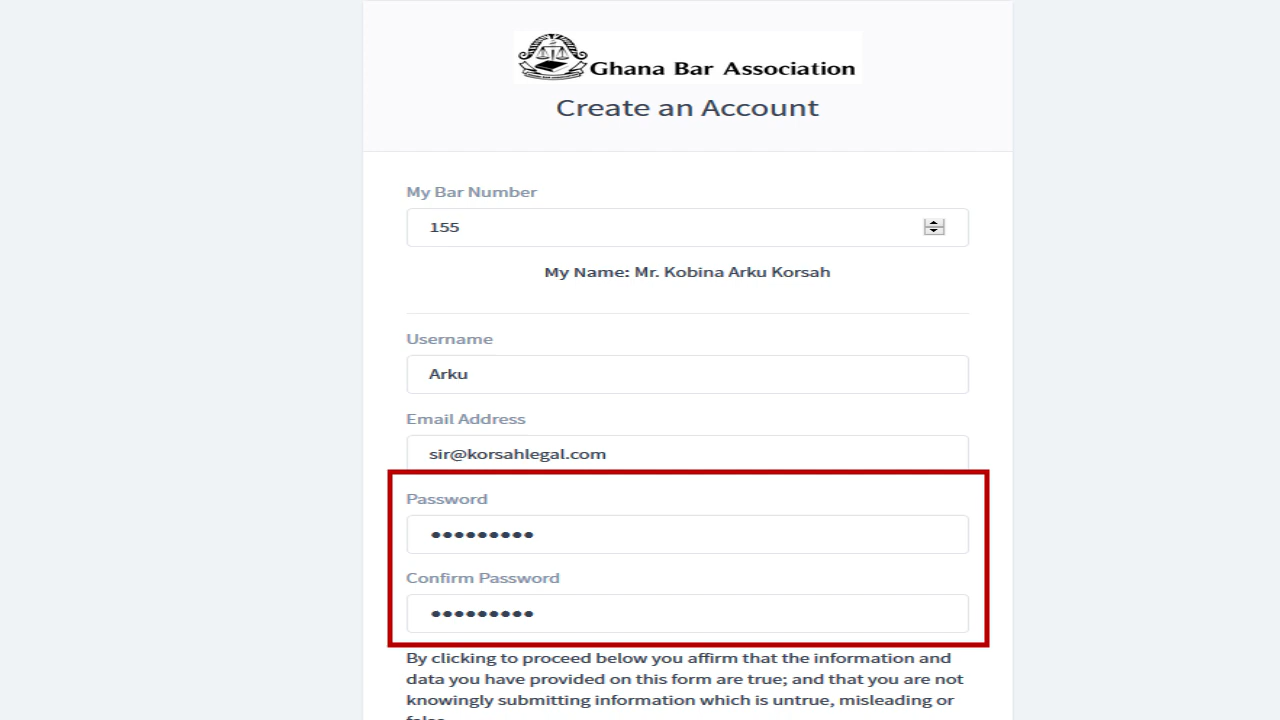 Ghana Bar Association
Create an Account
My Bar Number
155
My Name: Mr. Kobina Arku Korsah
Username
Arku
Email Address
sir@korsahlegal.com
Password
•••••••••
Confirm Password
•••••••••
By clicking to proceed below you affirm that the information and
data you have provided on this form are true; and that you are not
knowingly submitting information which is untrue, misleading or